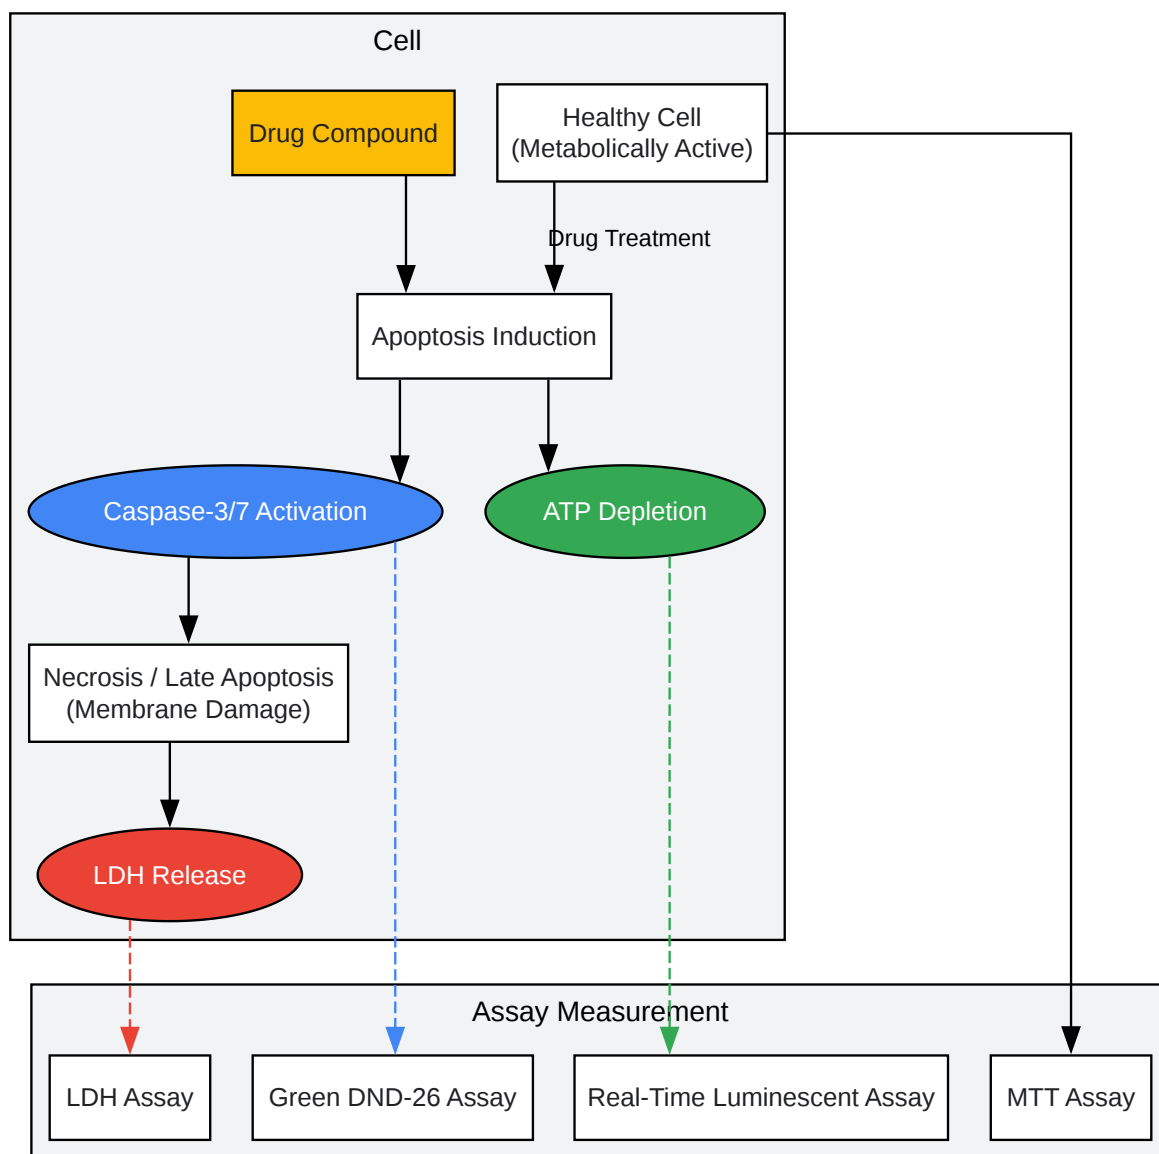 Cell
Drug Compound
Healthy Cell
(Metabolically Active)
Drug Treatment
Apoptosis Induction
Caspase-3/7 Activation
ATP Depletion
Necrosis / Late Apoptosis
(Membrane Damage)
LDH Release
Assay Measurement
LDH Assay
Green DND-26 Assay
Real-Time Luminescent Assay
MTT Assay